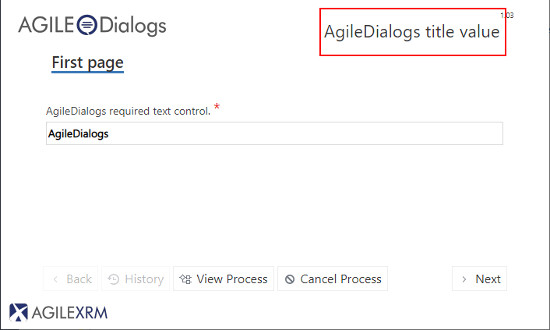 AGILE Dialogs
1.03
AgileDialogs title value
First page
AgileDialogs required text control. *
AgileDialogs
Back History View Process Cancel Process Next
AGILEXRM